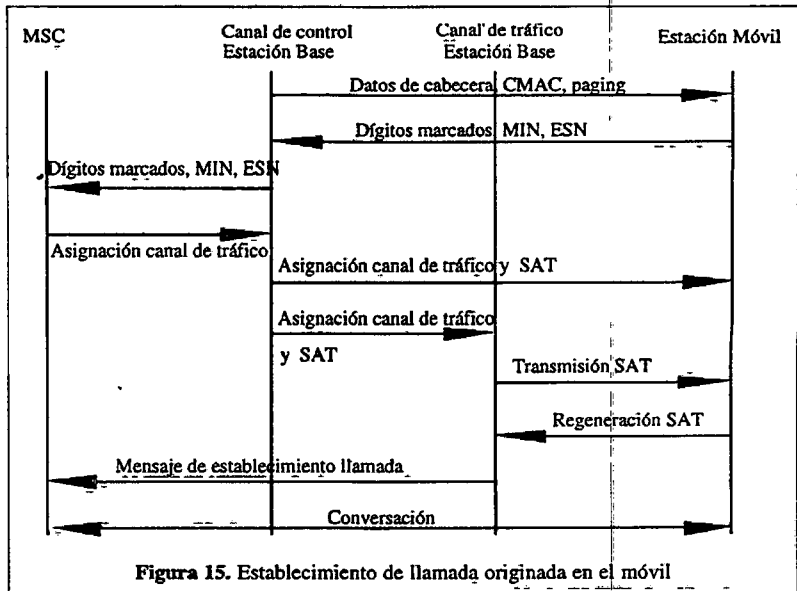 MSC
Canal de control
Estación Base
Canal de tráfico
Estación Base
Estación Móvil
Datos de cabecera, CMAC, paging
Dígitos marcados, MIN, ESN
Dígitos marcados, MIN, ESN
Asignación canal de tráfico
Asignación canal de tráfico y SAT
Asignación canal de tráfico
y SAT
Transmisión SAT
Regeneración SAT
Mensaje de establecimiento llamada
Conversación
Figura 15. Establecimiento de llamada originada en el móvil